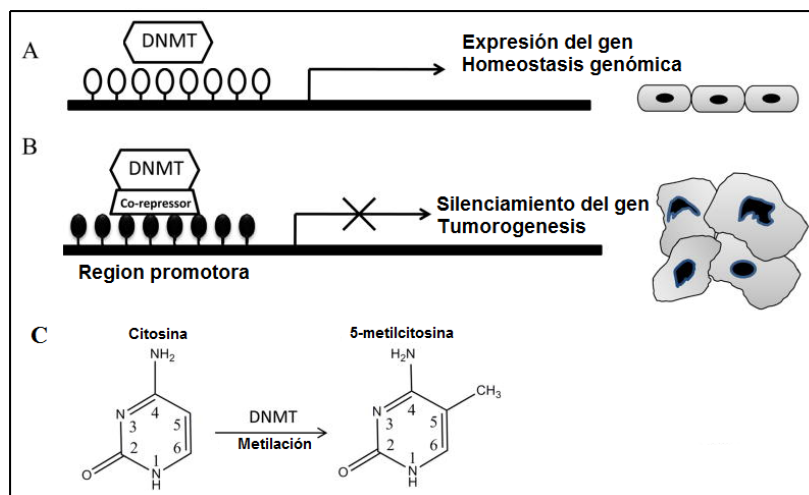 A
DNMT
Expresión del gen
Homeostasis genómica
B
DNMT
Co-repressor
Silenciamiento del gen
Tumorogenesis
Region promotora
C
Citosina
5-metilcitosina
NH2
H2N
CH3
N
3
4
5
6
1
2
N
H
O
DNMT
Metilación
N
3
4
5
6
1
2
NH
H
O